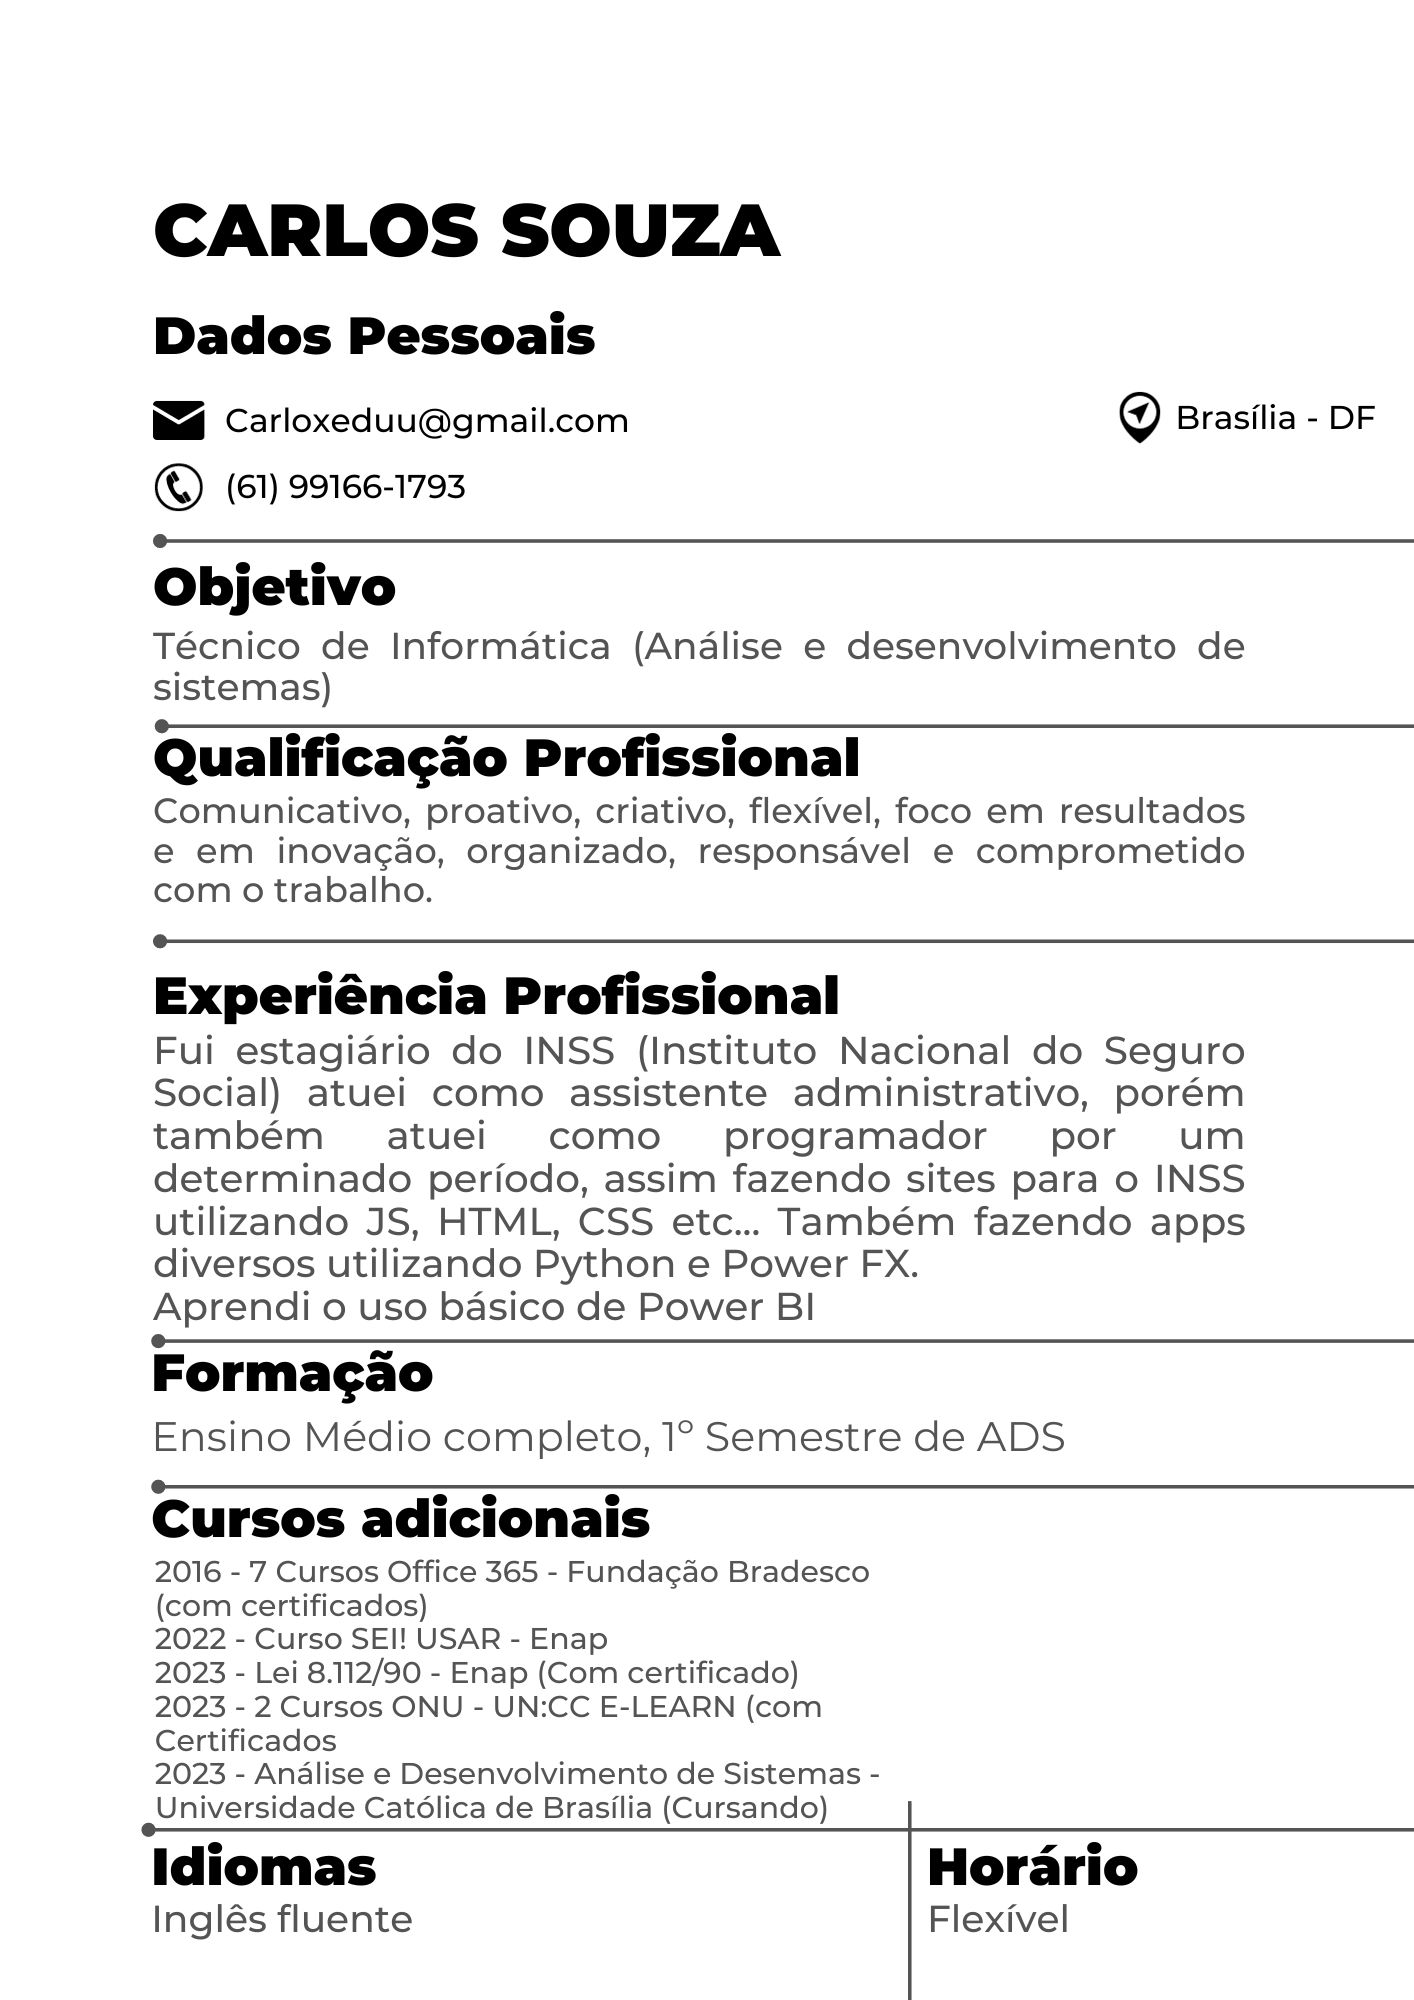 CARLOS SOUZA
Dados Pessoais
Carloxeduu@gmail.com
Brasília - DF
(61) 99166-1793
Objetivo
Técnico de Informática (Análise e desenvolvimento de
sistemas)
Qualificação Profissional
Comunicativo, proativo, criativo, flexível, foco em resultados
e em inovação, organizado, responsável e comprometido
com o trabalho.
Experiência Profissional
Fui estagiário do INSS (Instituto Nacional do Seguro
Social) atuei como assistente administrativo, porém
também atuei como programador por um
determinado período, assim fazendo sites para o INSS
utilizando JS, HTML, CSS etc... Também fazendo apps
diversos utilizando Python e Power FX.
Aprendi o uso básico de Power BI
Formação
Ensino Médio completo, 1º Semestre de ADS
Cursos adicionais
2016 - 7 Cursos Office 365 - Fundação Bradesco
(com certificados)
2022 - Curso SEI! USAR - Enap
2023 - Lei 8.112/90 - Enap (Com certificado)
2023 - 2 Cursos ONU - UN:CC E-LEARN (com
Certificados
2023 - Análise e Desenvolvimento de Sistemas -
Universidade Católica de Brasília (Cursando)
Idiomas
Inglês fluente
Horário
Flexível